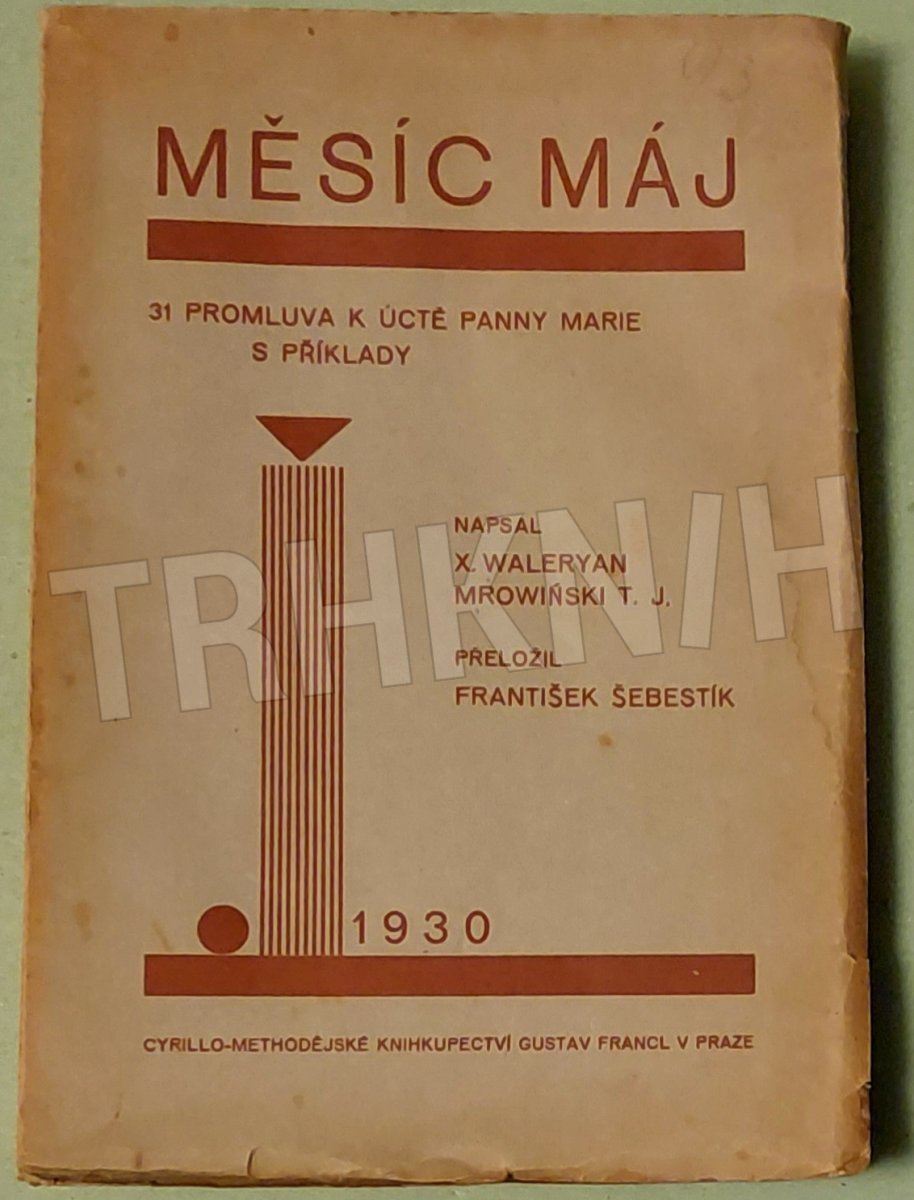 MĚSÍC MÁJ
31 PROMLUVA K ÚCTĚ PANNY MARIE
S PŘÍKLADY
NAPSAL
X. WALERYAN
MROWIŃSKI T. J.
PŘELOŽIL
FRANTIŠEK ŠEBESTÍK
TRHKNIH
1930
CYRILLO-METHODĚJSKÉ KNIHKUPECTVÍ GUSTAV FRANCL V PRAZE